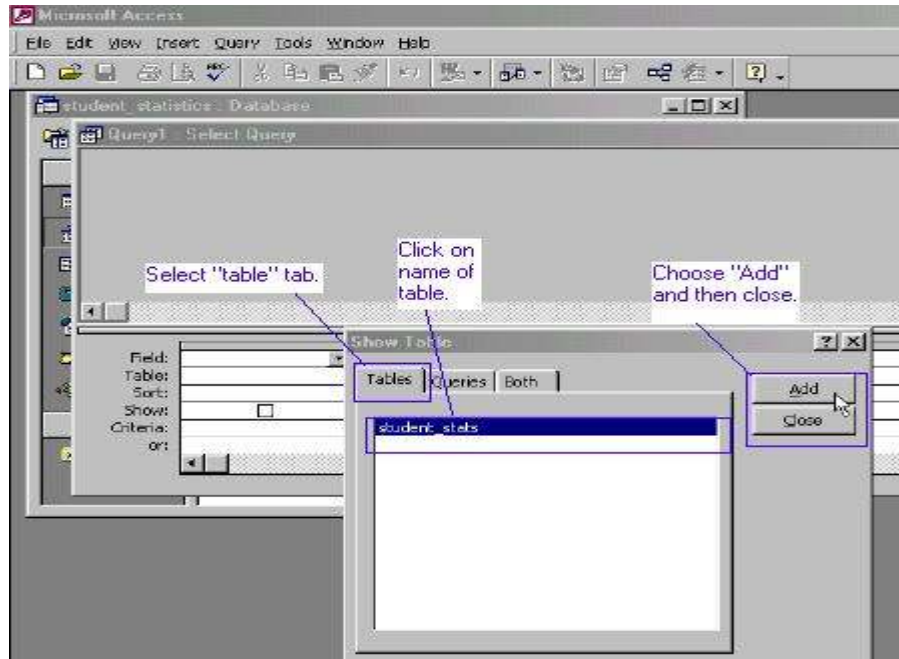 Microsoft Access
File Edit View Insert Query Tools Window Help
student_statistics : Database
Query1 : Select Query
Click on
name of
table.
Select "table" tab.
Choose "Add"
and then close.
Field:
Table:
Sort:
Show:
Criteria:
or:
Show Table
Tables Queries Both
student_stats
Add
Close